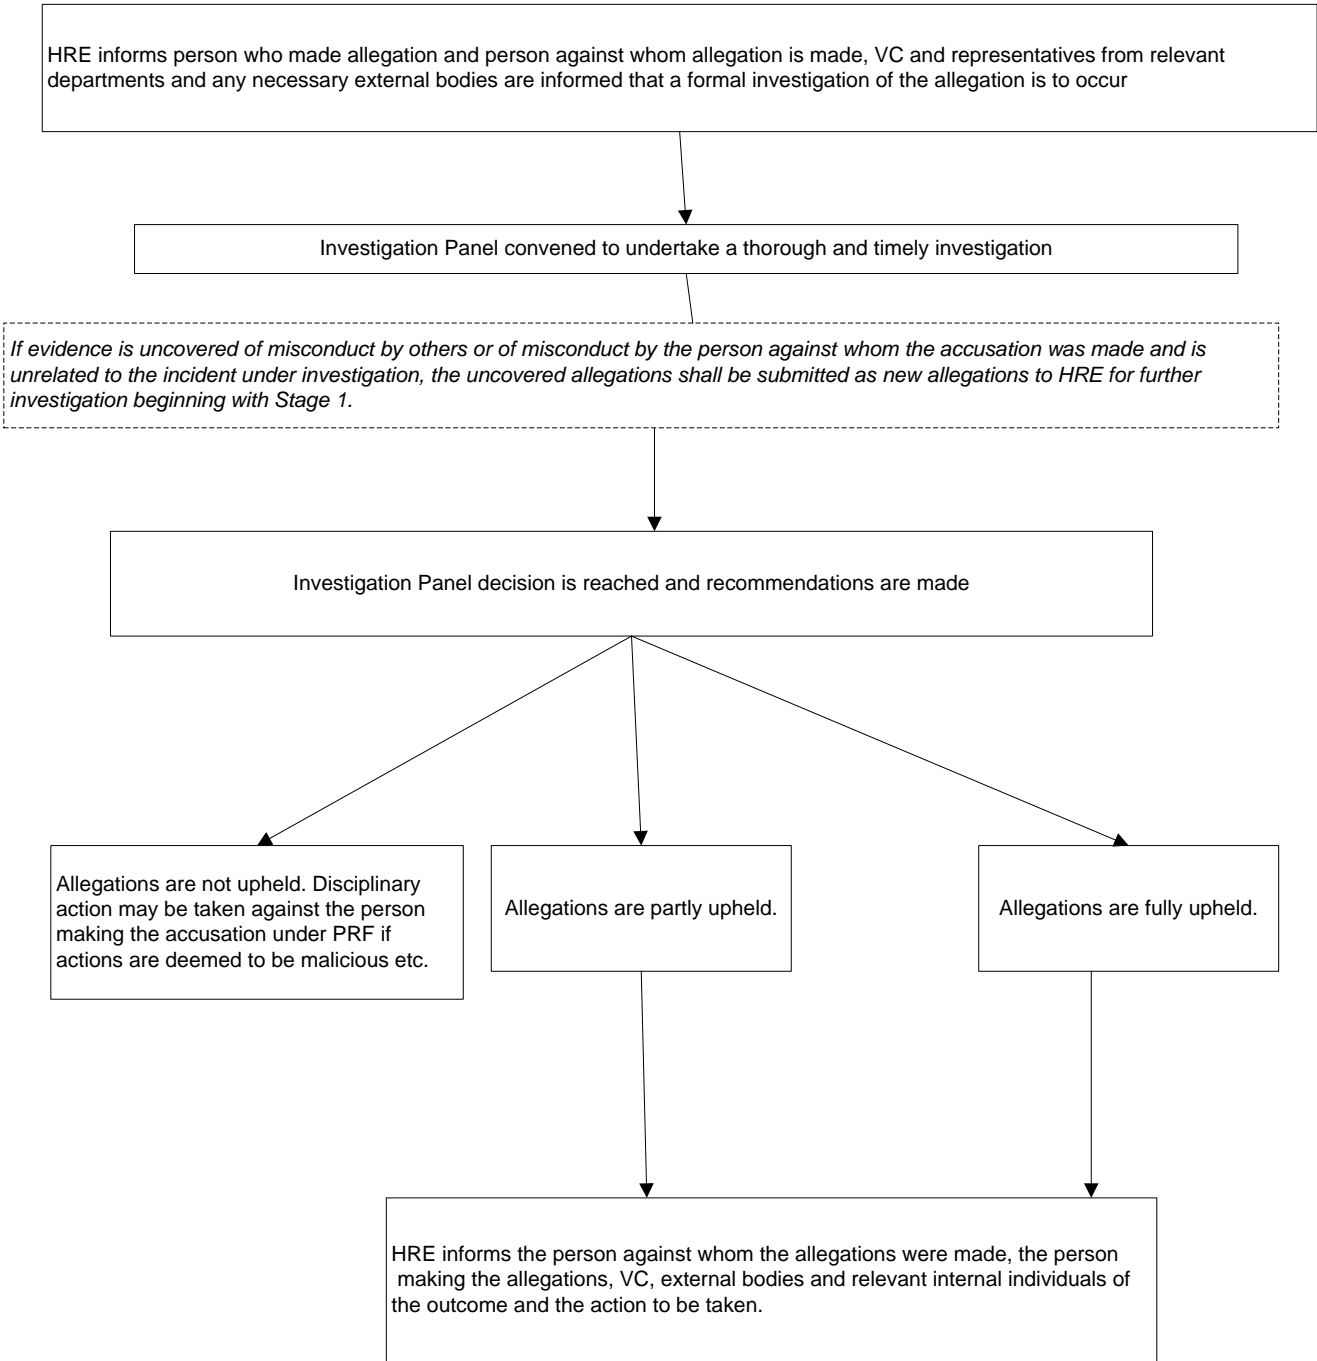 HRE informs person who made allegation and person against whom allegation is made, VC and representatives from relevant
departments and any necessary external bodies are informed that a formal investigation of the allegation is to occur
Investigation Panel convened to undertake a thorough and timely investigation
If evidence is uncovered of misconduct by others or of misconduct by the person against whom the accusation was made and is
unrelated to the incident under investigation, the uncovered allegations shall be submitted as new allegations to HRE for further
investigation beginning with Stage 1.
Investigation Panel decision is reached and recommendations are made
Allegations are not upheld. Disciplinary
action may be taken against the person
making the accusation under PRF if
actions are deemed to be malicious etc.
Allegations are partly upheld.
Allegations are fully upheld.
HRE informs the person against whom the allegations were made, the person
making the allegations, VC, external bodies and relevant internal individuals of
the outcome and the action to be taken.